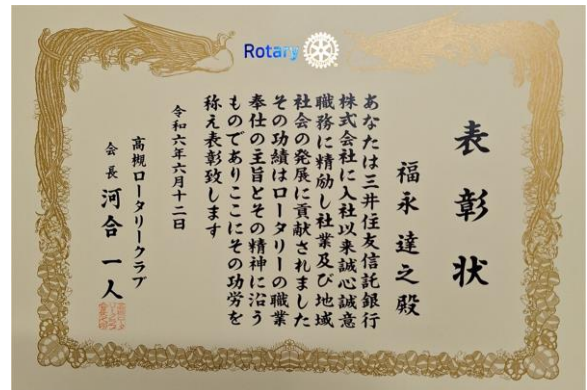 Rotary
表彰状
福永 達之殿
あなたは三井住友信託銀行
株式会社に入社以来誠心誠意
職務に精励し社業及び地域
社会の発展に貢献されました
その功績はロータリーの職業
奉仕の主旨とその精神に沿う
ものでありここにその功労を
称え表彰致します
令和六年六月十二日
高槻ロータリークラブ
会長 河合 一人